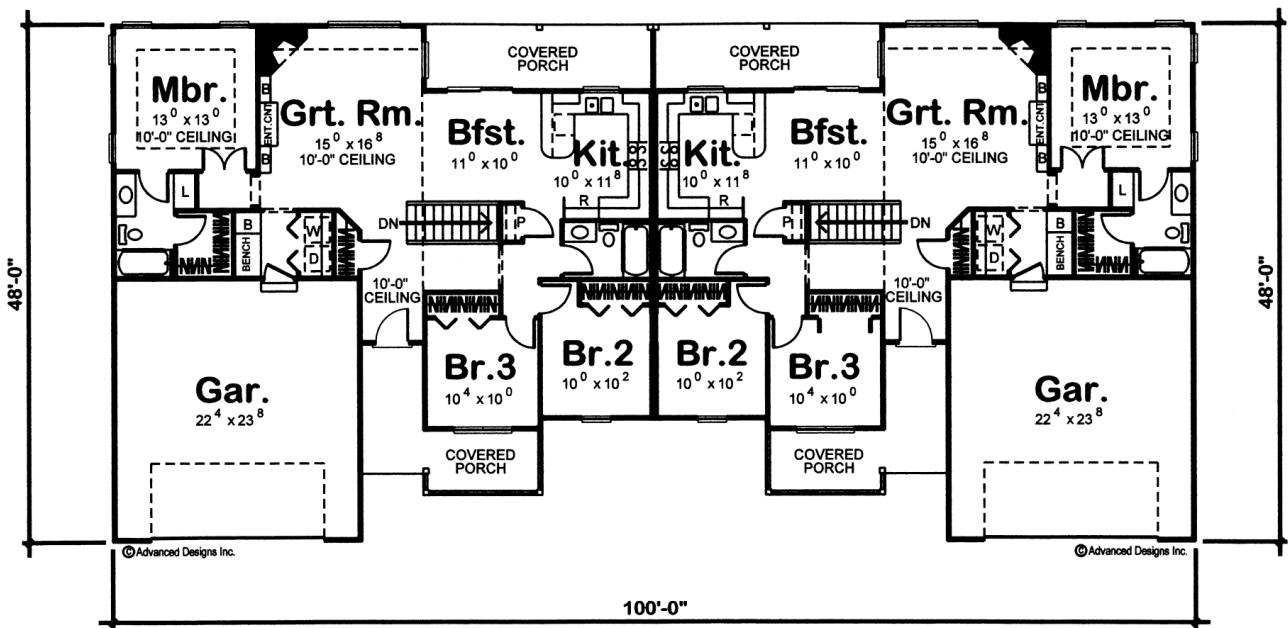 COVERED
PORCH
COVERED
PORCH
Mbr.
13⁰ x 13⁰
10'-0" CEILING
B
ENT.CNT
B
Grt. Rm.
15⁰ x 16⁸
10'-0" CEILING
Bfst.
11⁰ x 10⁰
Kit.
10⁰ x 11⁸
R
Kit.
10⁰ x 11⁸
R
Bfst.
11⁰ x 10⁰
Grt. Rm.
15⁰ x 16⁸
10'-0" CEILING
B
ENT.CNT
B
Mbr.
13⁰ x 13⁰
10'-0" CEILING
L
B
BENCH
W
D
DN
P
P
DN
W
D
B
BENCH
L
48'-0"
10'-0"
CEILING
10'-0"
CEILING
48'-0"
Gar.
22⁴ x 23⁸
Br.3
10⁴ x 10⁰
Br.2
10⁰ x 10²
Br.2
10⁰ x 10²
Br.3
10⁴ x 10⁰
Gar.
22⁴ x 23⁸
COVERED
PORCH
COVERED
PORCH
© Advanced Designs Inc.
© Advanced Designs Inc.
100'-0"